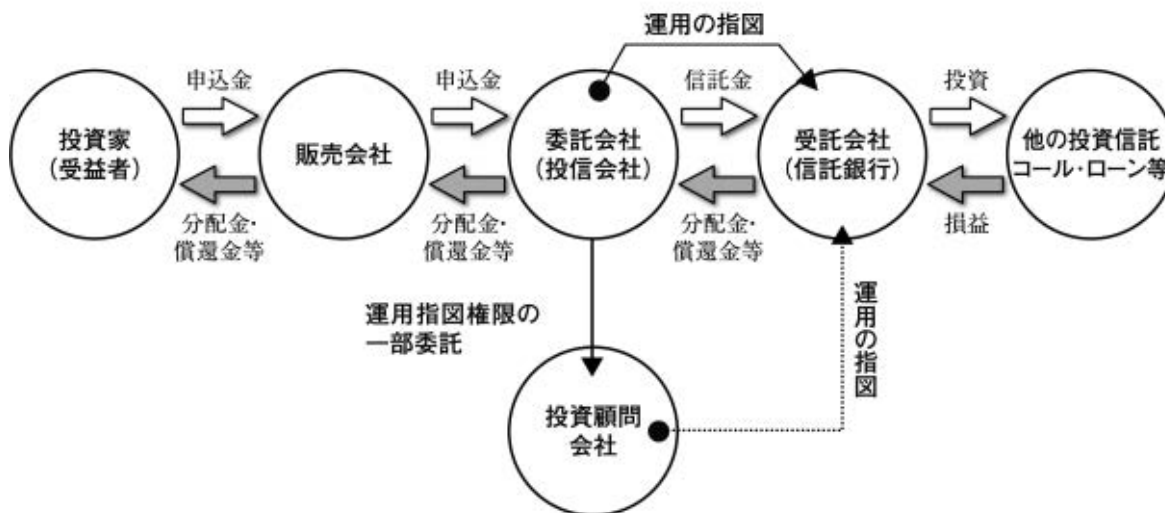 運用の指図
申込金
申込金
信託金
投資
投資家
(受益者)
販売会社
委託会社
(投信会社)
受託会社
(信託銀行)
他の投資信託
コール・ローン等
分配金・
償還金等
分配金・
償還金等
分配金・
償還金等
損益
運用指図権限の
一部委託
運用の指図
投資顧問
会社